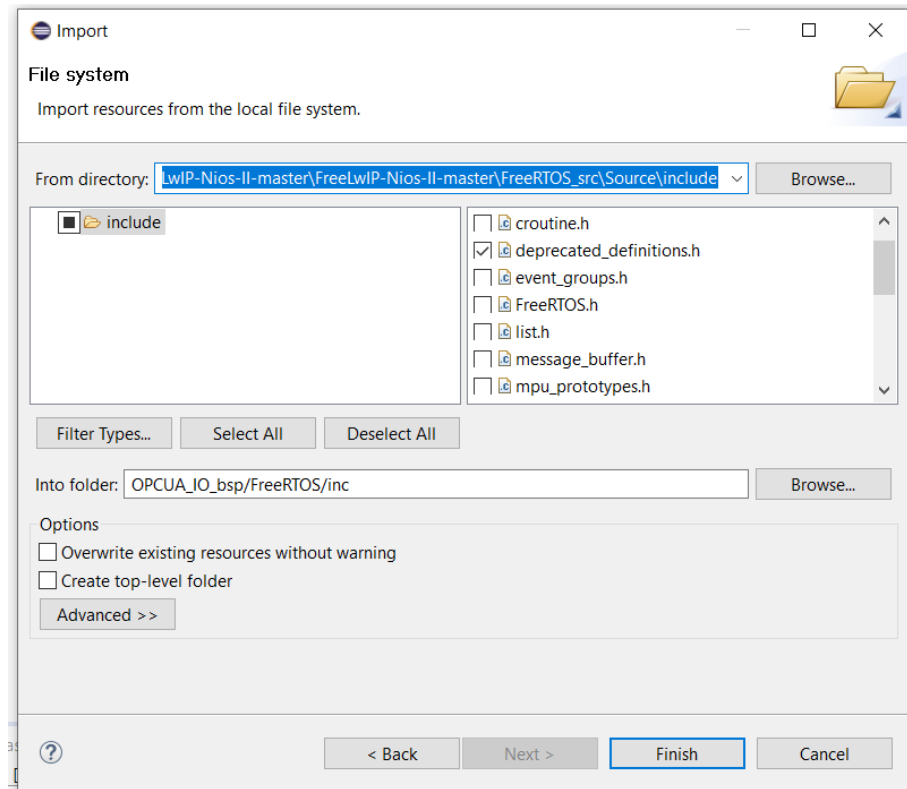 Import
File system
Import resources from the local file system.
From directory: LwIP-Nios-II-master\FreeLwIP-Nios-II-master\FreeRTOS_src\Source\include Browse...
include
croutine.h
deprecated_definitions.h
event_groups.h
FreeRTOS.h
list.h
message_buffer.h
mpu_prototypes.h
Filter Types... Select All Deselect All
Into folder: OPCUA_IO_bsp/FreeRTOS/inc Browse...
Options
Overwrite existing resources without warning
Create top-level folder
Advanced >>
< Back Next > Finish Cancel